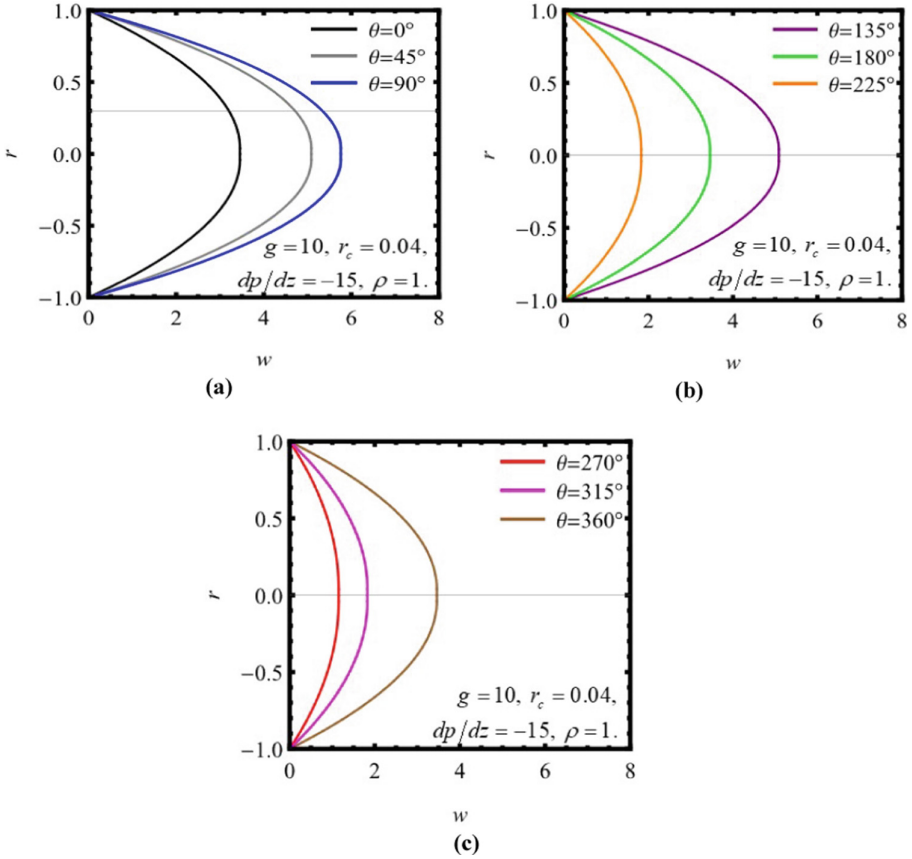 1.0
θ=0°
θ=45°
0.5
θ=90°
r
0.0
−0.5
g=10, r_c=0.04,
dp/dz=−15, ρ=1.
−1.0
0 2 4 6 8
w
(a)
1.0
θ=135°
θ=180°
0.5
θ=225°
r
0.0
−0.5
g=10, r_c=0.04,
dp/dz=−15, ρ=1.
−1.0
0 2 4 6 8
w
(b)
1.0
θ=270°
θ=315°
0.5
θ=360°
r
0.0
−0.5
g=10, r_c=0.04,
dp/dz=−15, ρ=1.
−1.0
0 2 4 6 8
w
(c)